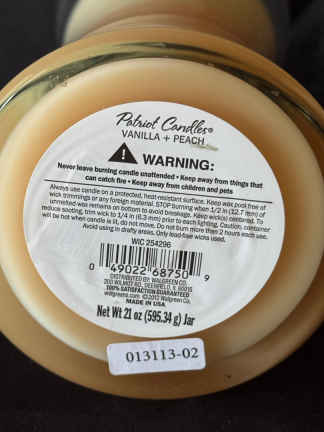 Patriot Candles®
VANILLA + PEACH
WARNING:
Never leave burning candle unattended • Keep away from things that
can catch fire • Keep away from children and pets
Always use candle on a protected, heat-resistant surface. Keep wax pool free of
wick trimmings or any foreign material. STOP burning when 1/2 in (12.7 mm) of
unmelted wax remains on bottom to avoid breakage. Keep wick(s) centered. To
reduce sooting, trim wick to 1/4 in (6.3 mm) prior to each lighting. Caution, container
will be hot when candle is lit, do not move. Do not burn more than 2 hours each use.
Avoid using in drafty areas. Only lead-free wicks used.
WIC 254296
0 49022 68750 9
DISTRIBUTED BY: WALGREEN CO.
200 WILMOT RD., DEERFIELD, IL 60015
100% SATISFACTION GUARANTEED
walgreens.com ©2012 Walgreen Co.
MADE IN USA
Net Wt 21 oz (595.34 g) Jar
013113-02